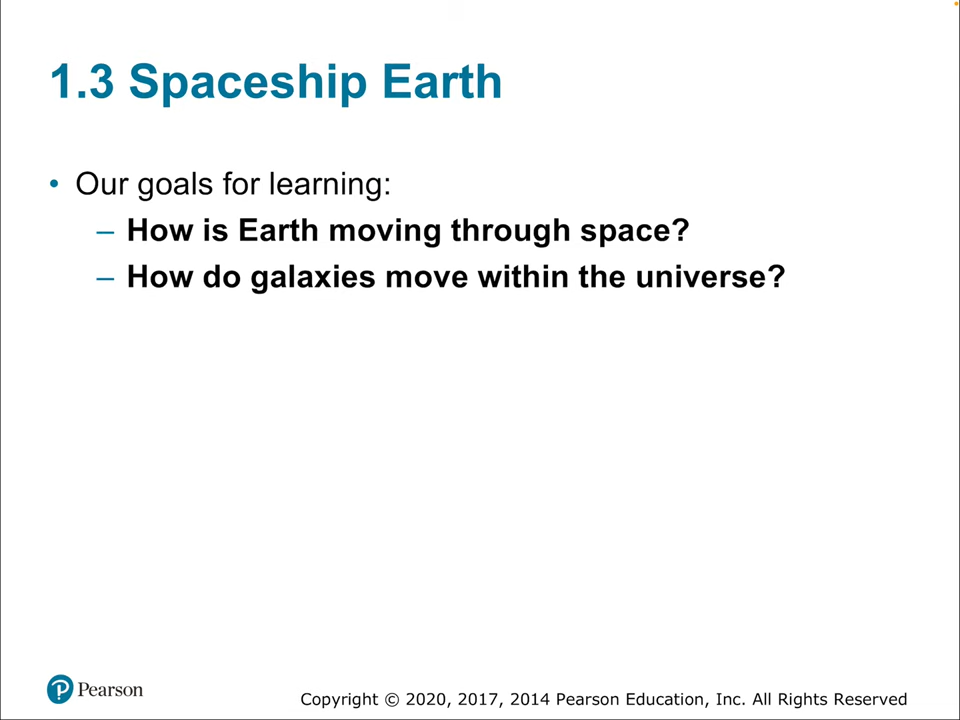 1.3 Spaceship Earth
• Our goals for learning:
– How is Earth moving through space?
– How do galaxies move within the universe?
Pearson
Copyright © 2020, 2017, 2014 Pearson Education, Inc. All Rights Reserved